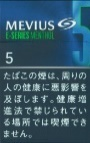 MEVIUS
E-SERIES MENTHOL
5
5
たばこの煙は、周りの
人の健康に悪影響を
及ぼします。健康増
進法で禁じられてい
る場所では喫煙でき
ません。